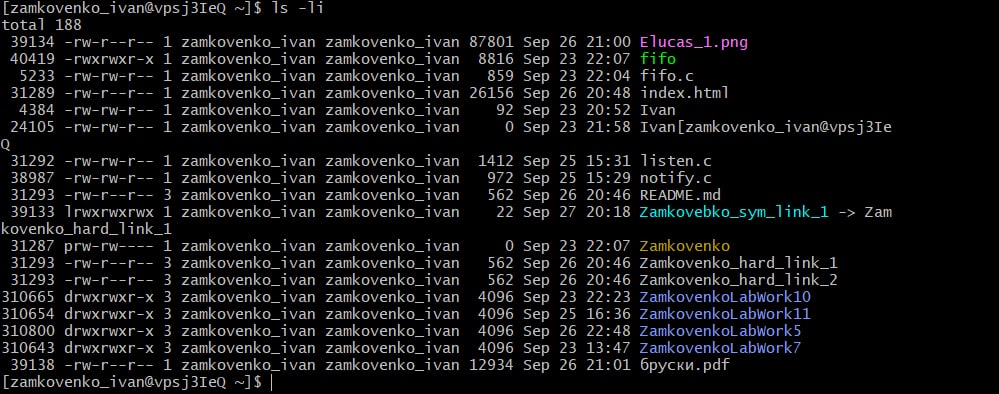 [zamkovenko_ivan@vpsj3IeQ ~]$ ls -li
total 188
 39134 -rw-r--r-- 1 zamkovenko_ivan zamkovenko_ivan 87801 Sep 26 21:00 Elucas_1.png
 40419 -rwxrwxr-x 1 zamkovenko_ivan zamkovenko_ivan  8816 Sep 23 22:07 fifo
  5233 -rw-rw-r-- 1 zamkovenko_ivan zamkovenko_ivan   859 Sep 23 22:04 fifo.c
 31289 -rw-rw-r-- 1 zamkovenko_ivan zamkovenko_ivan 26156 Sep 26 20:48 index.html
  4384 -rw-rw-r-- 1 zamkovenko_ivan zamkovenko_ivan    92 Sep 23 20:52 Ivan
 24105 -rw-rw-r-- 1 zamkovenko_ivan zamkovenko_ivan     0 Sep 23 21:58 Ivan[zamkovenko_ivan@vpsj3Ie
Q
 31292 -rw-rw-r-- 1 zamkovenko_ivan zamkovenko_ivan  1412 Sep 25 15:31 listen.c
 38987 -rw-rw-r-- 1 zamkovenko_ivan zamkovenko_ivan   972 Sep 25 15:29 notify.c
 31293 -rw-r--r-- 3 zamkovenko_ivan zamkovenko_ivan   562 Sep 26 20:46 README.md
 39133 lrwxrwxrwx 1 zamkovenko_ivan zamkovenko_ivan    22 Sep 27 20:18 Zamkovebko_sym_link_1 -> Zam
kovenko_hard_link_1
 31287 prw-rw---- 1 zamkovenko_ivan zamkovenko_ivan     0 Sep 23 22:07 Zamkovenko
 31293 -rw-r--r-- 3 zamkovenko_ivan zamkovenko_ivan   562 Sep 26 20:46 Zamkovenko_hard_link_1
 31293 -rw-r--r-- 3 zamkovenko_ivan zamkovenko_ivan   562 Sep 26 20:46 Zamkovenko_hard_link_2
310665 drwxrwxr-x 3 zamkovenko_ivan zamkovenko_ivan  4096 Sep 23 22:23 ZamkovenkoLabWork10
310654 drwxrwxr-x 3 zamkovenko_ivan zamkovenko_ivan  4096 Sep 25 16:36 ZamkovenkoLabWork11
310800 drwxrwxr-x 5 zamkovenko_ivan zamkovenko_ivan  4096 Sep 26 22:48 ZamkovenkoLabWork5
310643 drwxrwxr-x 3 zamkovenko_ivan zamkovenko_ivan  4096 Sep 23 13:47 ZamkovenkoLabWork7
 39138 -rw-r--r-- 1 zamkovenko_ivan zamkovenko_ivan 12934 Sep 26 21:01 бруски.pdf
[zamkovenko_ivan@vpsj3IeQ ~]$